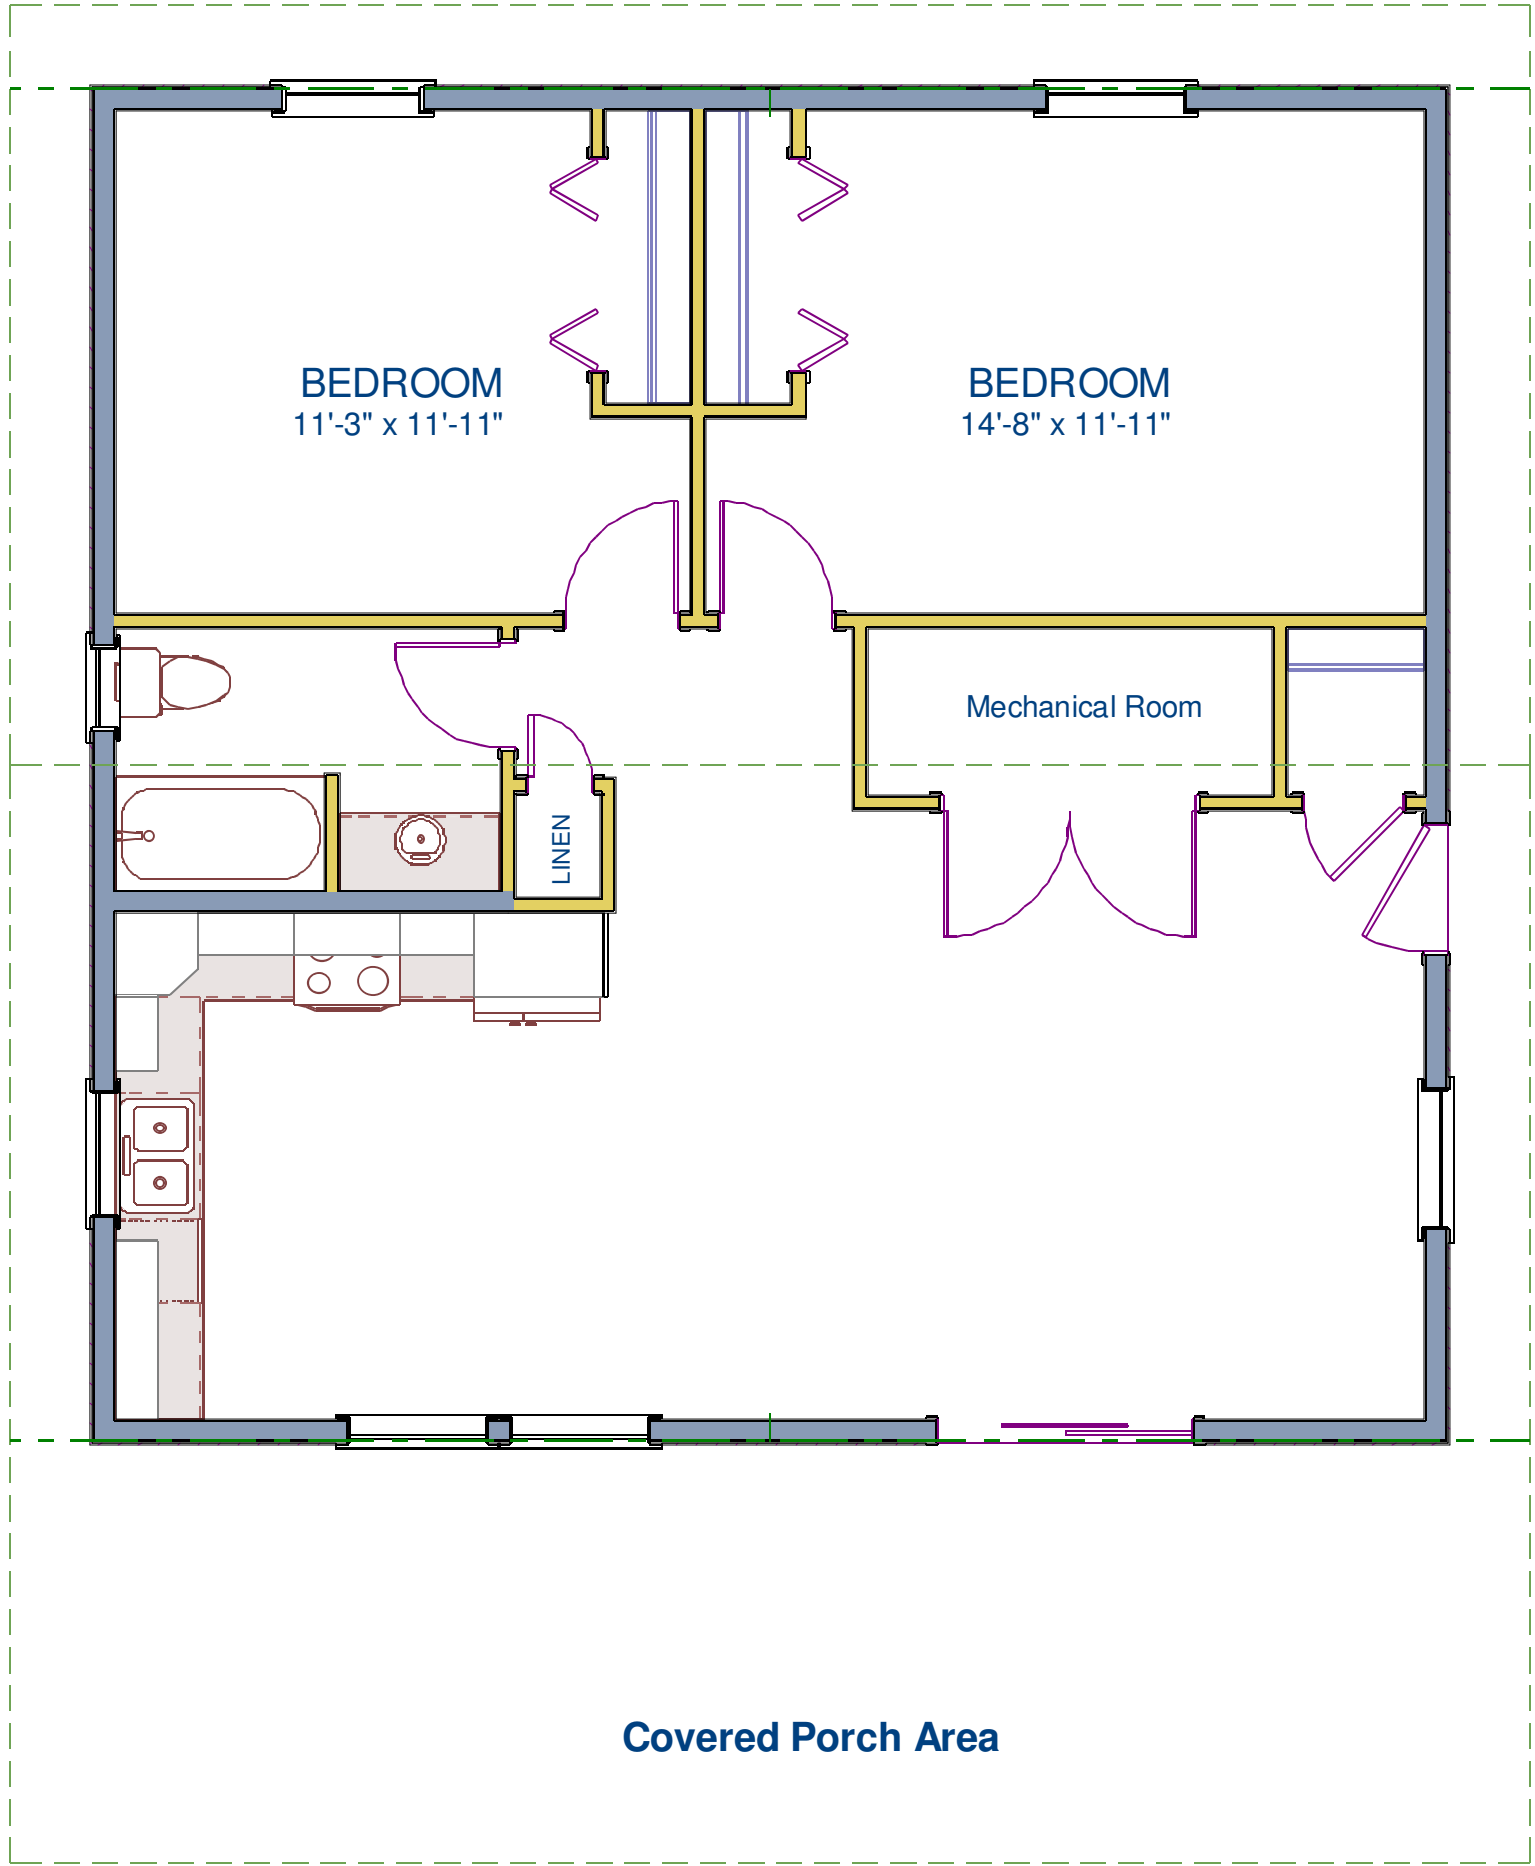 BEDROOM
11'-3" x 11'-11"
BEDROOM
14'-8" x 11'-11"
Mechanical Room
LINEN
Covered Porch Area